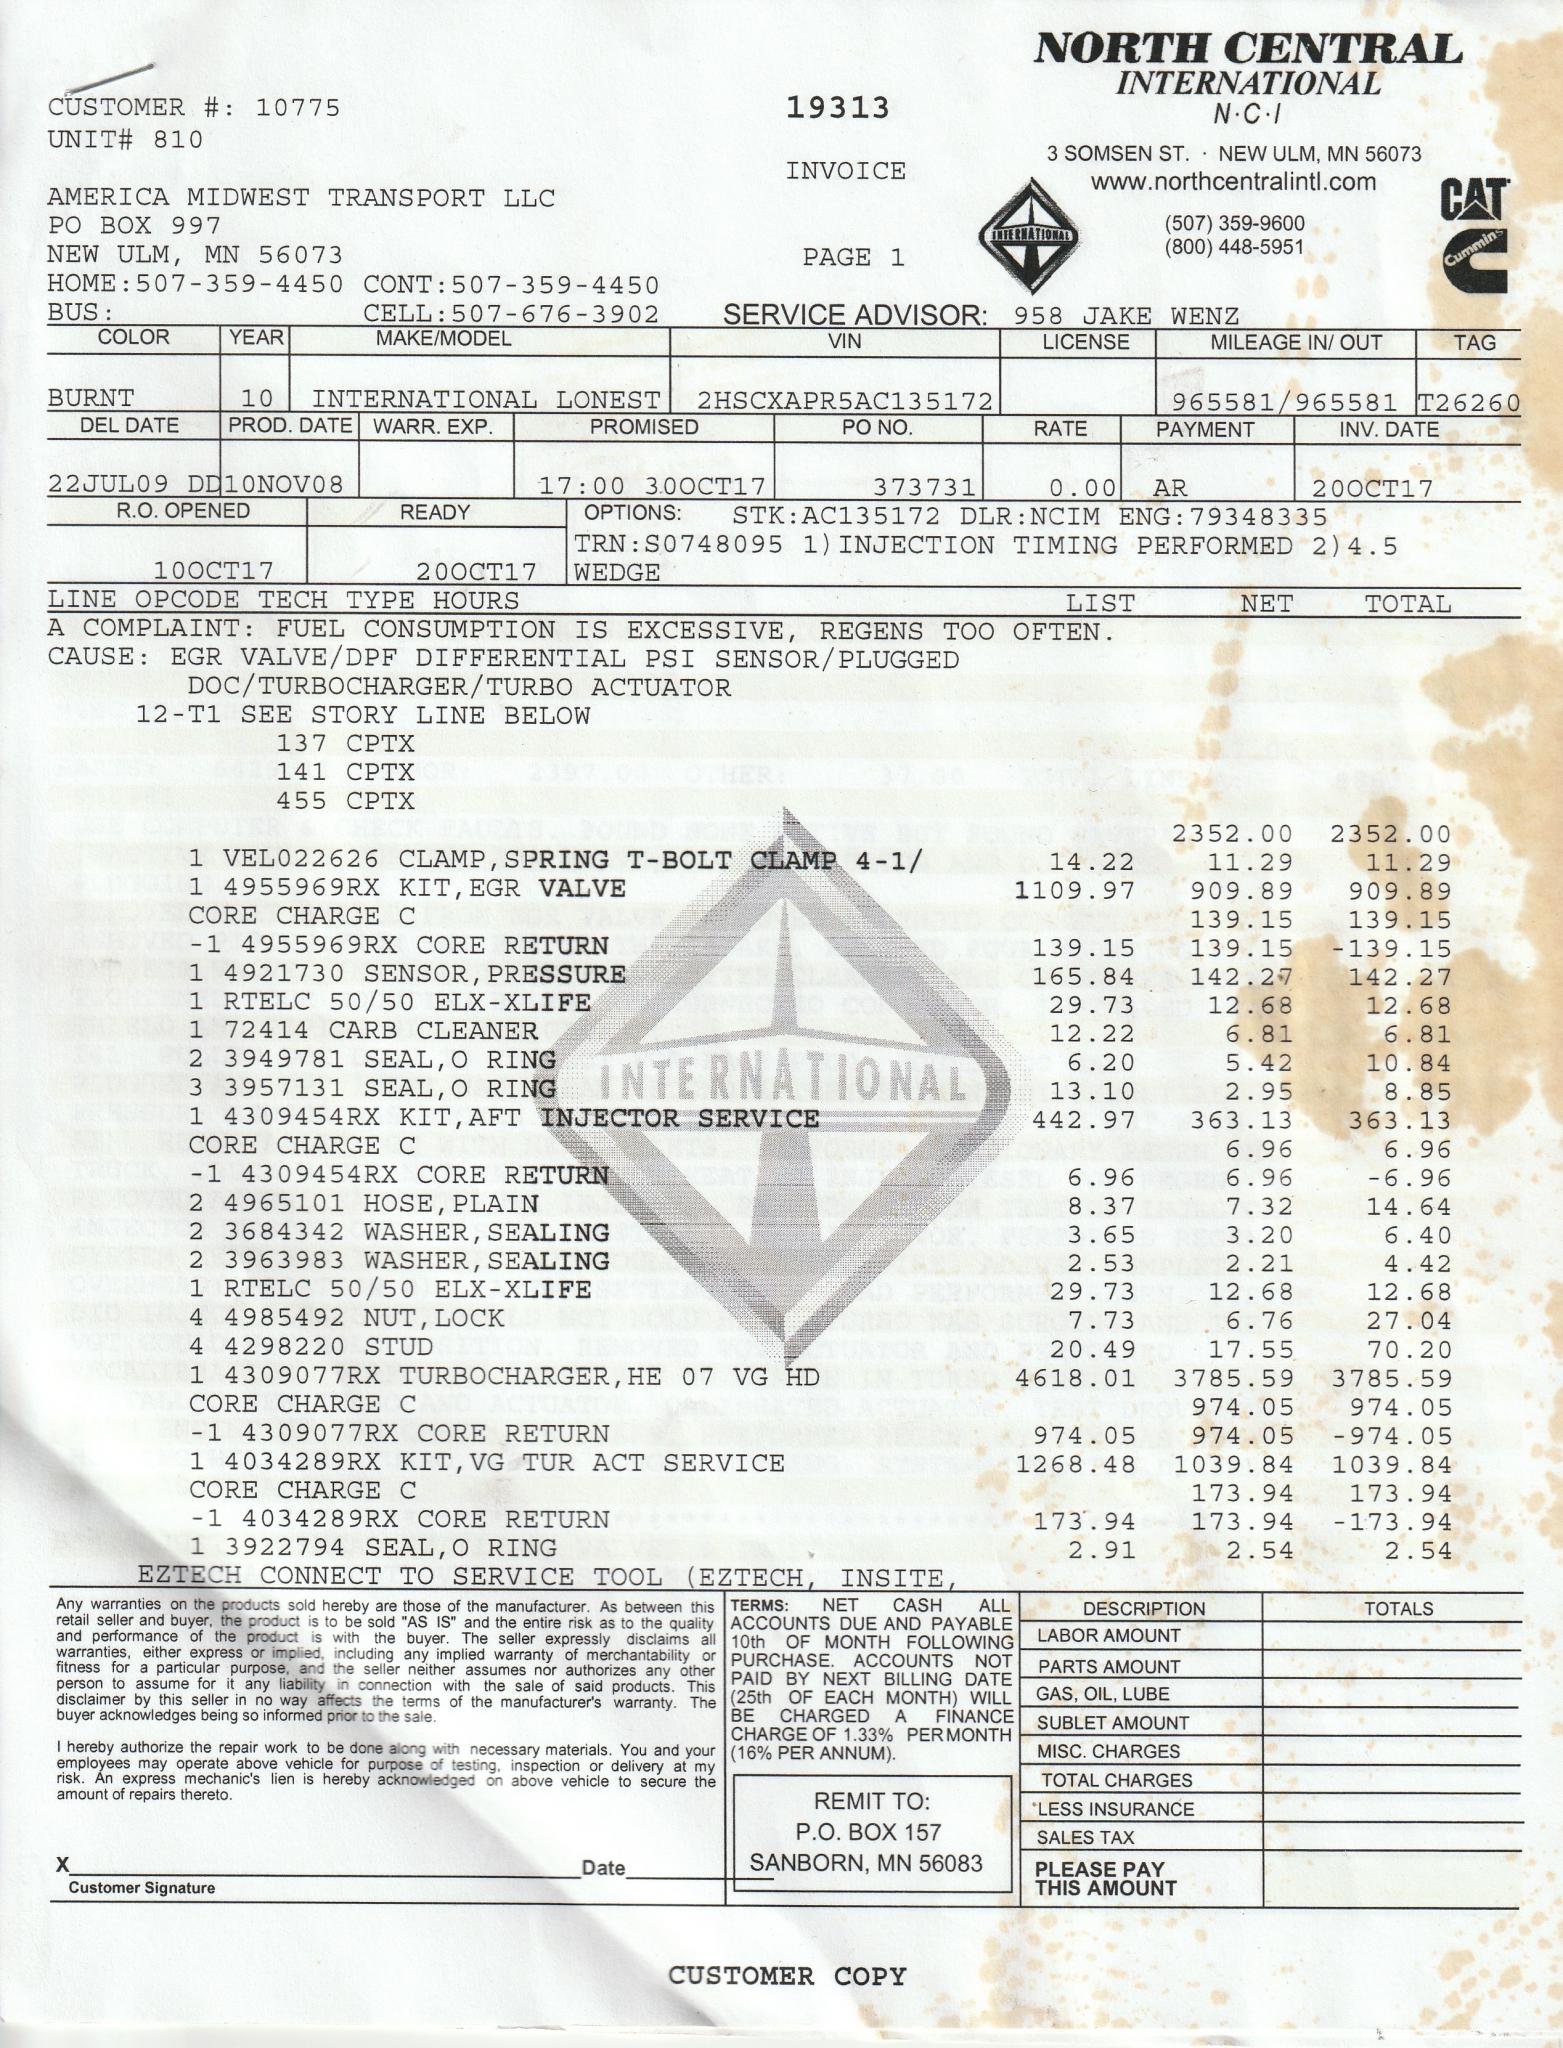 NORTH CENTRAL
INTERNATIONAL
N·C·I
3 SOMSEN ST. · NEW ULM, MN 56073
www.northcentralintl.com
(507) 359-9600
(800) 448-5951
INTERNATIONAL
CAT
Cummins
CUSTOMER #: 10775
UNIT# 810
19313
INVOICE
PAGE 1
AMERICA MIDWEST TRANSPORT LLC
PO BOX 997
NEW ULM, MN 56073
HOME:507-359-4450 CONT:507-359-4450
BUS: CELL:507-676-3902
SERVICE ADVISOR: 958 JAKE WENZ
COLOR YEAR MAKE/MODEL VIN LICENSE MILEAGE IN/ OUT TAG
BURNT 10 INTERNATIONAL LONEST 2HSCXAPR5AC135172 965581/965581 T26260
DEL DATE PROD. DATE WARR. EXP. PROMISED PO NO. RATE PAYMENT INV. DATE
22JUL09 DD 10NOV08 17:00 30OCT17 373731 0.00 AR 20OCT17
R.O. OPENED READY OPTIONS: STK:AC135172 DLR:NCIM ENG:79348335
TRN:S0748095 1)INJECTION TIMING PERFORMED 2)4.5
10OCT17 20OCT17 WEDGE
LINE OPCODE TECH TYPE HOURS LIST NET TOTAL
A COMPLAINT: FUEL CONSUMPTION IS EXCESSIVE, REGENS TOO OFTEN.
CAUSE: EGR VALVE/DPF DIFFERENTIAL PSI SENSOR/PLUGGED
DOC/TURBOCHARGER/TURBO ACTUATOR
12-T1 SEE STORY LINE BELOW
137 CPTX
141 CPTX
455 CPTX
2352.00 2352.00
1 VEL022626 CLAMP,SPRING T-BOLT CLAMP 4-1/ 14.22 11.29 11.29
1 4955969RX KIT,EGR VALVE 1109.97 909.89 909.89
CORE CHARGE C 139.15 139.15
-1 4955969RX CORE RETURN 139.15 139.15 -139.15
1 4921730 SENSOR,PRESSURE 165.84 142.27 142.27
1 RTELC 50/50 ELX-XLIFE 29.73 12.68 12.68
1 72414 CARB CLEANER 12.22 6.81 6.81
2 3949781 SEAL,O RING 6.20 5.42 10.84
3 3957131 SEAL,O RING 13.10 2.95 8.85
1 4309454RX KIT,AFT INJECTOR SERVICE 442.97 363.13 363.13
CORE CHARGE C 6.96 6.96
-1 4309454RX CORE RETURN 6.96 6.96 -6.96
2 4965101 HOSE,PLAIN 8.37 7.32 14.64
2 3684342 WASHER,SEALING 3.65 3.20 6.40
2 3963983 WASHER,SEALING 2.53 2.21 4.42
1 RTELC 50/50 ELX-XLIFE 29.73 12.68 12.68
4 4985492 NUT,LOCK 7.73 6.76 27.04
4 4298220 STUD 20.49 17.55 70.20
1 4309077RX TURBOCHARGER,HE 07 VG HD 4618.01 3785.59 3785.59
CORE CHARGE C 974.05 974.05
-1 4309077RX CORE RETURN 974.05 974.05 -974.05
1 4034289RX KIT,VG TUR ACT SERVICE 1268.48 1039.84 1039.84
CORE CHARGE C 173.94 173.94
-1 4034289RX CORE RETURN 173.94 173.94 -173.94
1 3922794 SEAL,O RING 2.91 2.54 2.54
EZTECH CONNECT TO SERVICE TOOL (EZTECH, INSITE,
INTERNATIONAL
Any warranties on the products sold hereby are those of the manufacturer. As between this
retail seller and buyer, the product is to be sold "AS IS" and the entire risk as to the quality
and performance of the product is with the buyer. The seller expressly disclaims all
warranties, either express or implied, including any implied warranty of merchantability or
fitness for a particular purpose, and the seller neither assumes nor authorizes any other
person to assume for it any liability in connection with the sale of said products. This
disclaimer by this seller in no way affects the terms of the manufacturer's warranty. The
buyer acknowledges being so informed prior to the sale.
I hereby authorize the repair work to be done along with necessary materials. You and your
employees may operate above vehicle for purpose of testing, inspection or delivery at my
risk. An express mechanic's lien is hereby acknowledged on above vehicle to secure the
amount of repairs thereto.
X Date
Customer Signature
TERMS: NET CASH ALL
ACCOUNTS DUE AND PAYABLE
10th OF MONTH FOLLOWING
PURCHASE. ACCOUNTS NOT
PAID BY NEXT BILLING DATE
(25th OF EACH MONTH) WILL
BE CHARGED A FINANCE
CHARGE OF 1.33% PER MONTH
(16% PER ANNUM).
REMIT TO:
P.O. BOX 157
SANBORN, MN 56083
DESCRIPTION TOTALS
LABOR AMOUNT
PARTS AMOUNT
GAS, OIL, LUBE
SUBLET AMOUNT
MISC. CHARGES
TOTAL CHARGES
LESS INSURANCE
SALES TAX
PLEASE PAY
THIS AMOUNT
CUSTOMER COPY